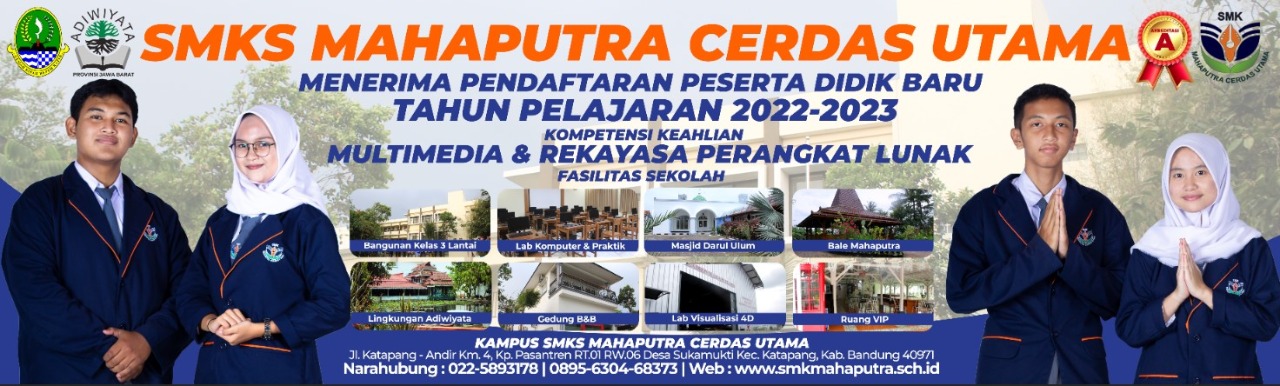 ADIWIYATA
PROVINSI JAWA BARAT
SMKS MAHAPUTRA CERDAS UTAMA
AKREDITASI
A
SMK
MAHAPUTRA CERDAS UTAMA
MENERIMA PENDAFTARAN PESERTA DIDIK BARU
TAHUN PELAJARAN 2022-2023
KOMPETENSI KEAHLIAN
MULTIMEDIA & REKAYASA PERANGKAT LUNAK
FASILITAS SEKOLAH
Bangunan Kelas 3 Lantai
Lab Komputer & Praktik
Masjid Darul Ulum
Bale Mahaputra
Lingkungan Adiwiyata
Gedung B&B
Lab Visualisasi 4D
Ruang VIP
KAMPUS SMKS MAHAPUTRA CERDAS UTAMA
Jl. Katapang - Andir Km. 4, Kp. Pasantren RT.01 RW.06 Desa Sukamukti Kec. Katapang, Kab. Bandung 40971
Narahubung : 022-5893178 | 0895-6304-68373 | Web : www.smkmahaputra.sch.id